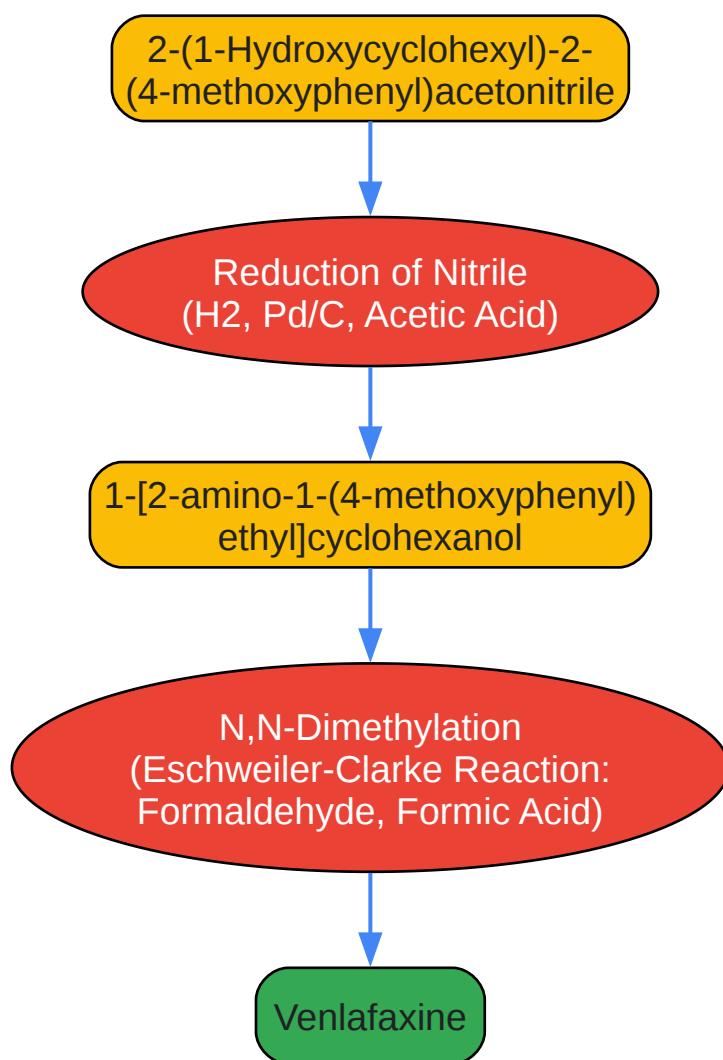 2-(1-Hydroxycyclohexyl)-2-
(4-methoxyphenyl)acetonitrile
Reduction of Nitrile
(H2, Pd/C, Acetic Acid)
1-[2-amino-1-(4-methoxyphenyl)
ethyl]cyclohexanol
N,N-Dimethylation
(Eschweiler-Clarke Reaction:
Formaldehyde, Formic Acid)
Venlafaxine